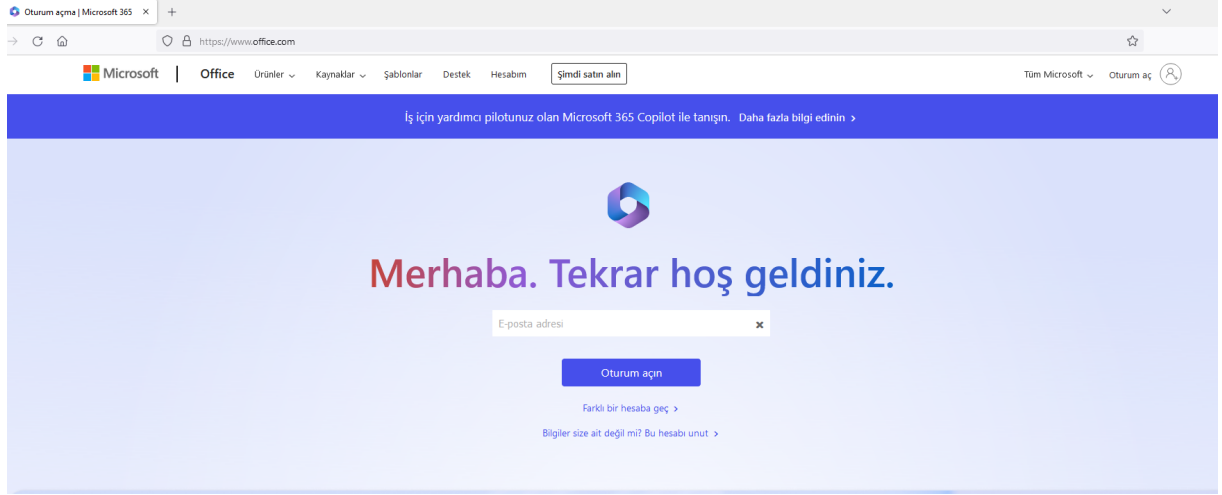 Oturum açma | Microsoft 365
https://www.office.com
Microsoft Office Ürünler Kaynaklar Şablonlar Destek Hesabım Şimdi satın alın Tüm Microsoft Oturum aç
İş için yardımcı pilotunuz olan Microsoft 365 Copilot ile tanışın. Daha fazla bilgi edinin
Merhaba. Tekrar hoş geldiniz.
E-posta adresi
Oturum açın
Farklı bir hesaba geç
Bilgiler size ait değil mi? Bu hesabı unut